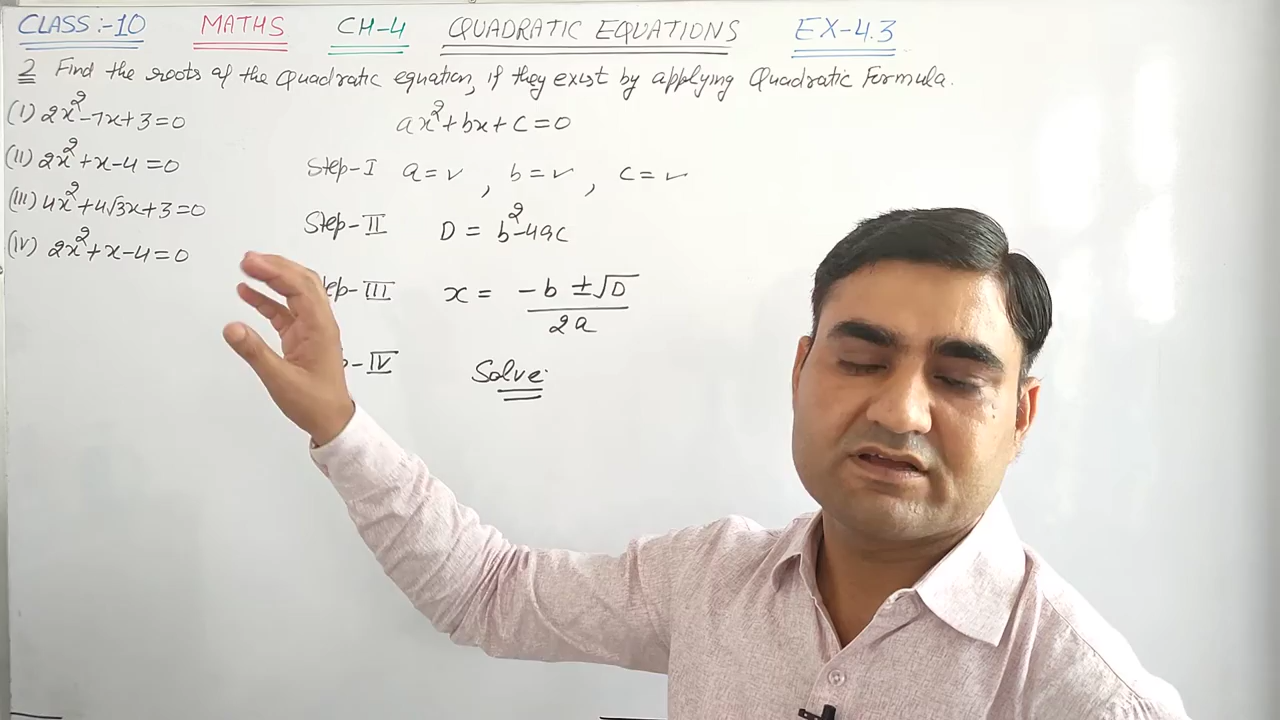 CLASS:-10 MATHS CH-4 QUADRATIC EQUATIONS EX-4.3
2 Find the roots of the Quadratic equation, if they exist by applying Quadratic Formula.
(I) 2x²-7x+3=0
(II) 2x²+x-4=0
(III) 4x²+4√3x+3=0
(IV) 2x²+x-4=0
ax²+bx+c=0
Step-I a=✓, b=✓, c=✓
Step-II D = b²-4ac
tep-III x = -b ±√D / 2a
-IV Solve